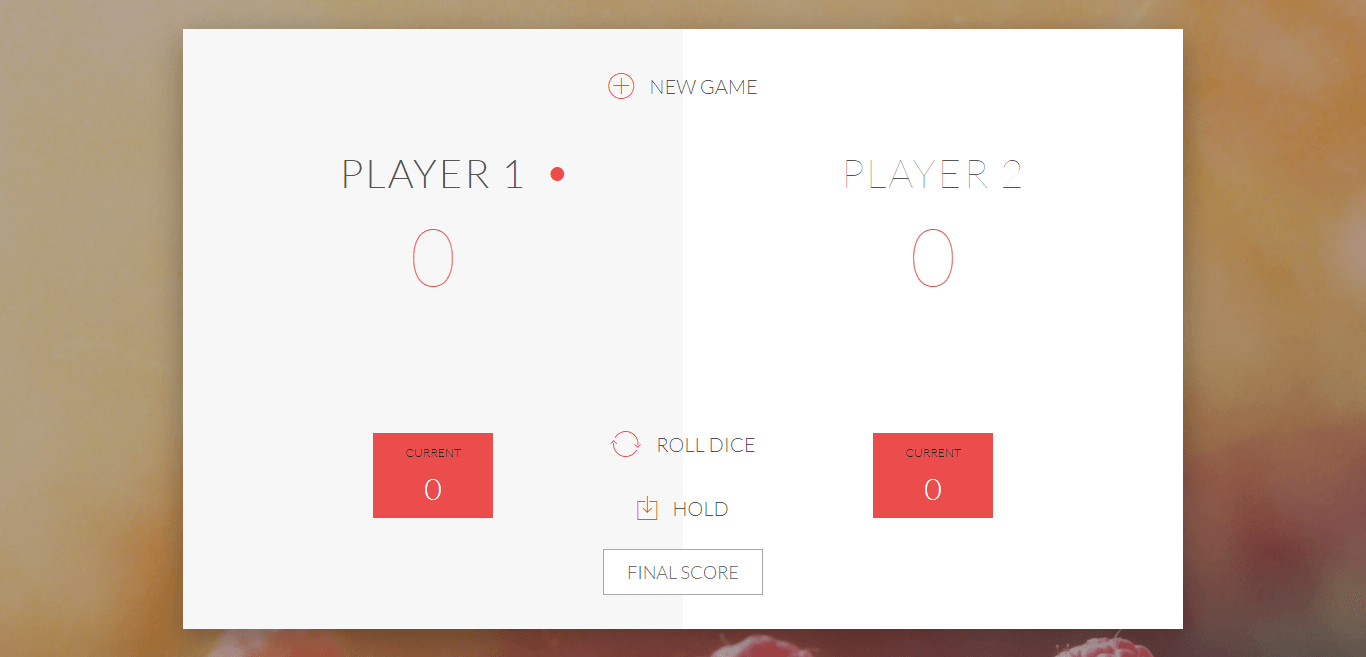 NEW GAME
PLAYER 1
PLAYER 2
0
0
CURRENT
0
ROLL DICE
HOLD
FINAL SCORE
CURRENT
0